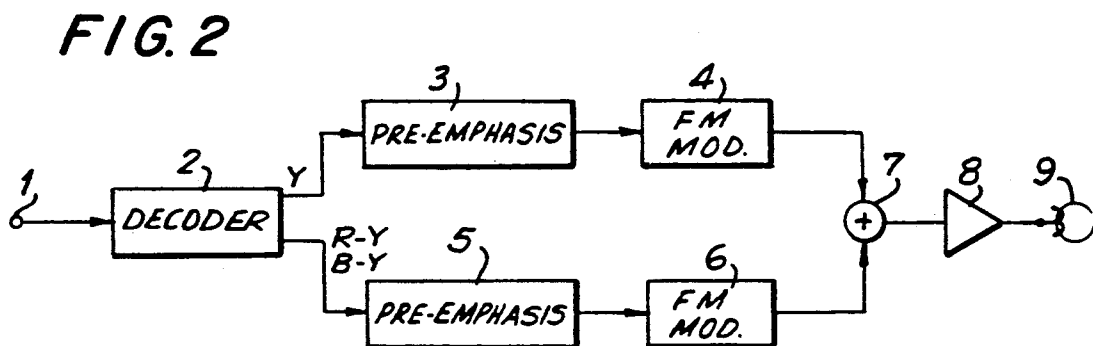 FIG. 2
3
4
PRE-EMPHASIS
FM
MOD.
1
2
Y
7
8
9
DECODER
+
R-Y
B-Y
5
6
PRE-EMPHASIS
FM
MOD.